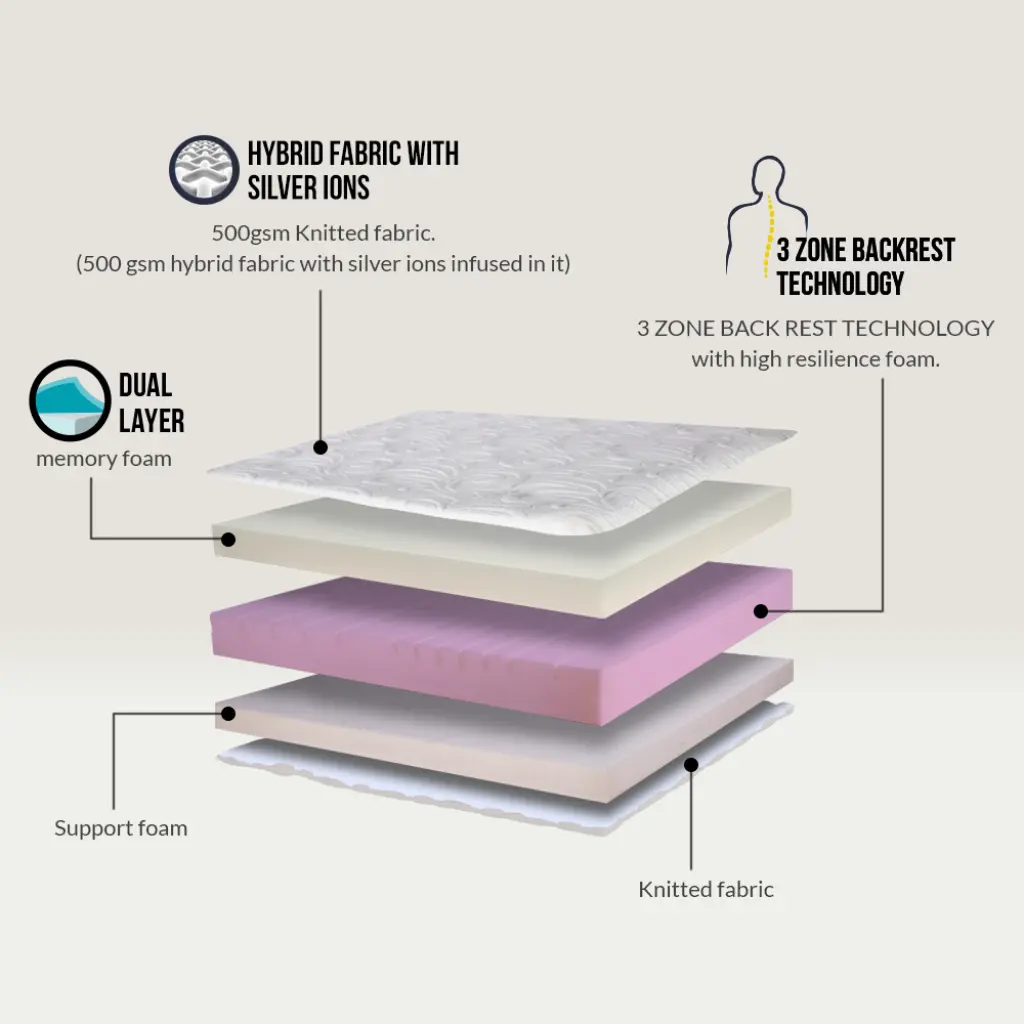 HYBRID FABRIC WITH
SILVER IONS
500gsm Knitted fabric.
(500 gsm hybrid fabric with silver ions infused in it)
3 ZONE BACKREST
TECHNOLOGY
3 ZONE BACK REST TECHNOLOGY
with high resilience foam.
DUAL
LAYER
memory foam
Support foam
Knitted fabric